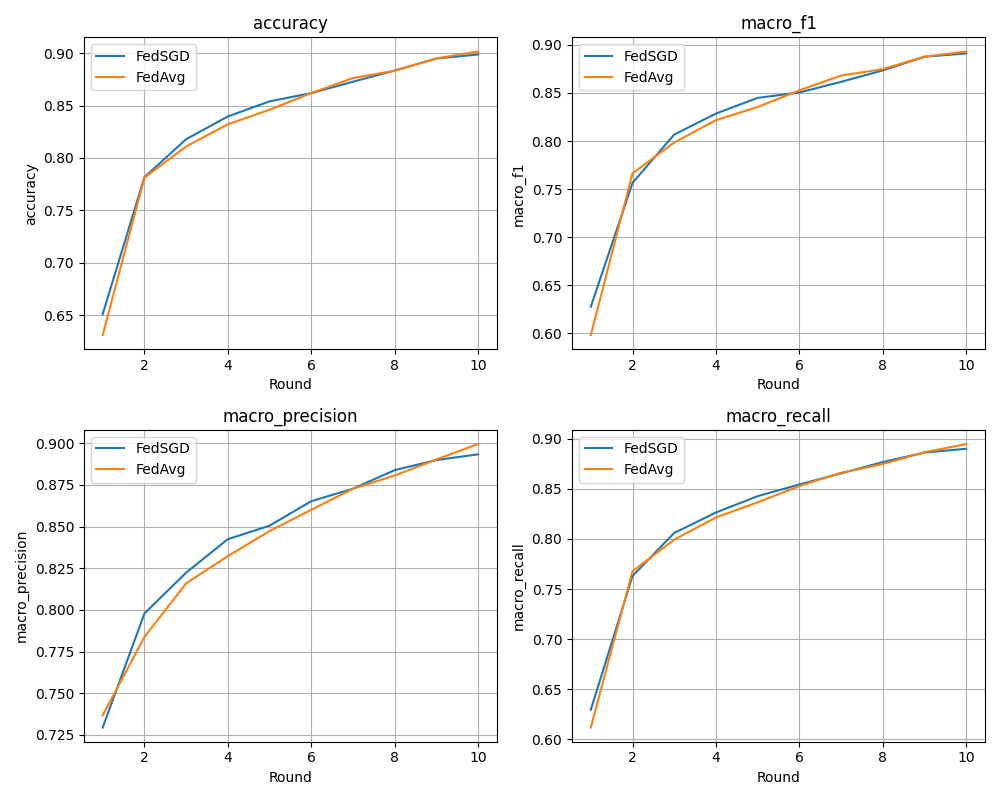 accuracy
FedSGD
FedAvg
0.90
0.85
0.80
0.75
0.70
0.65
accuracy
2 4 6 8 10
Round
macro_f1
FedSGD
FedAvg
0.90
0.85
0.80
0.75
0.70
0.65
0.60
macro_f1
2 4 6 8 10
Round
macro_precision
FedSGD
FedAvg
0.900
0.875
0.850
0.825
0.800
0.775
0.750
0.725
macro_precision
2 4 6 8 10
Round
macro_recall
FedSGD
FedAvg
0.90
0.85
0.80
0.75
0.70
0.65
0.60
macro_recall
2 4 6 8 10
Round